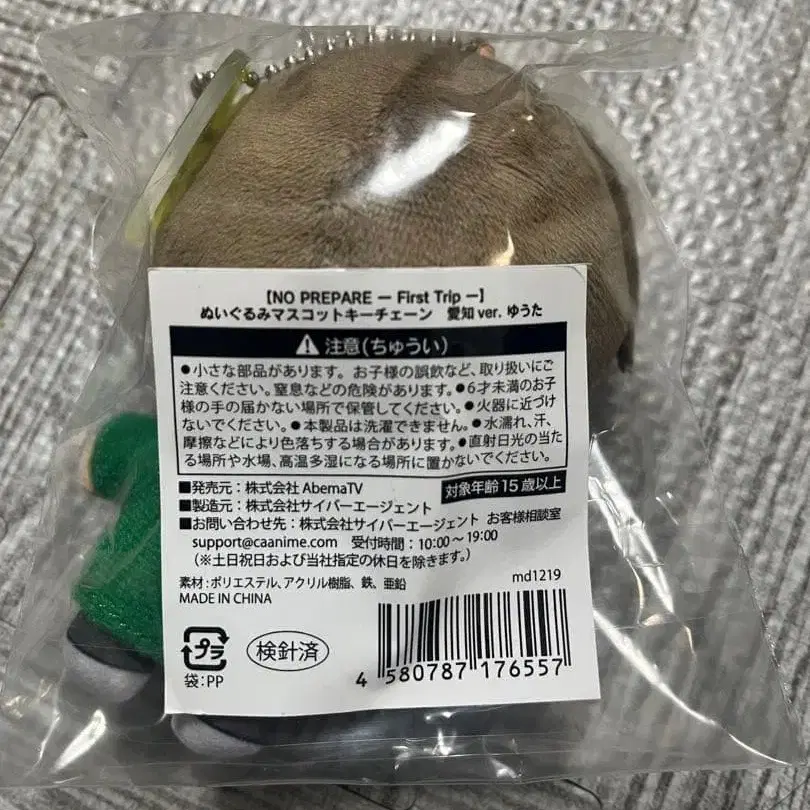 【NO PREPARE ー First Trip ー】
ぬいぐるみマスコットキーチェーン 愛知 ver. ゆうた
注意(ちゅうい)
●小さな部品があります。お子様の誤飲など、取り扱いにご
注意ください。窒息などの危険があります。●6才未満のお子
様の手の届かない場所で保管してください。●火器に近づけ
ないでください。●本製品は洗濯できません。●水濡れ、汗、
摩擦などにより色落ちする場合があります。●直射日光の当た
る場所や水場、高温多湿になる場所に置かないでください。
■発売元:株式会社 AbemaTV 対象年齢15歳以上
■製造元:株式会社サイバーエージェント
■お問い合わせ先:株式会社サイバーエージェント お客様相談室
support@caanime.com 受付時間:10:00〜19:00
(※土日祝日および当社指定の休日を除きます。)
素材:ポリエステル、アクリル樹脂、鉄、亜鉛 md1219
MADE IN CHINA
プラ
袋:PP
検針済
4 580787 176557